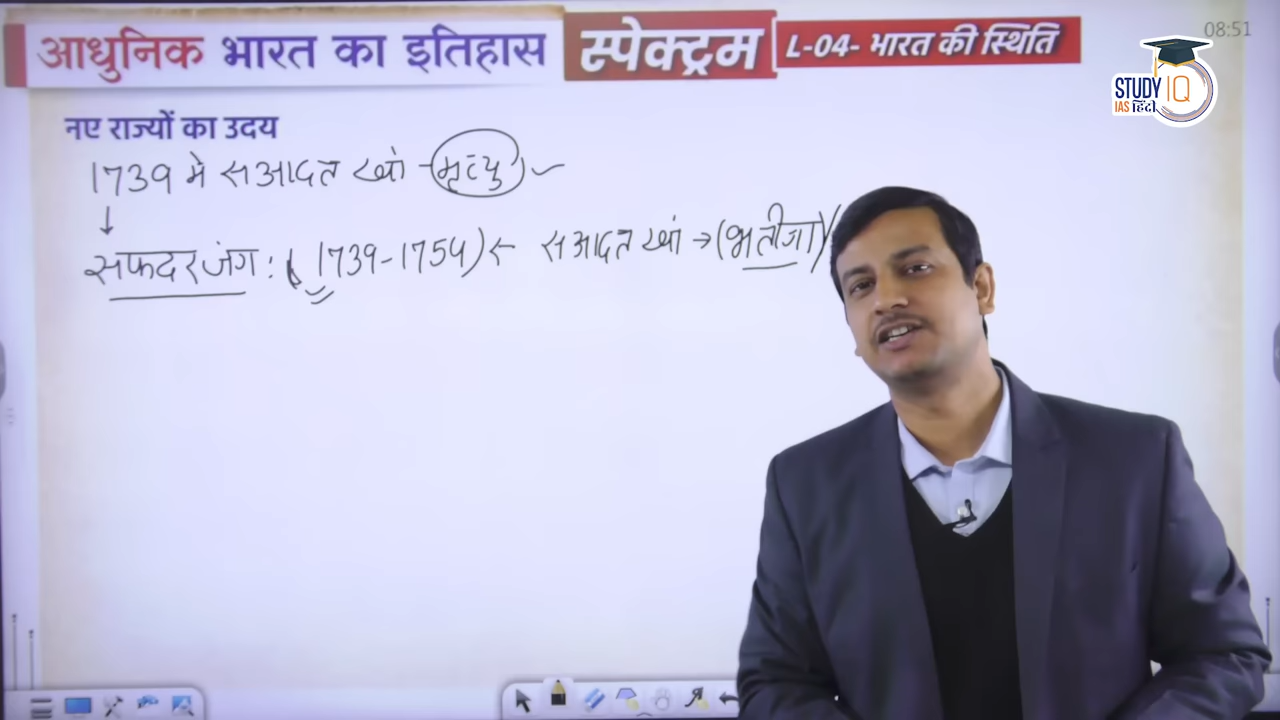 आधुनिक भारत का इतिहास स्पेक्ट्रम L-04- भारत की स्थिति
08:51
STUDY IQ
IAS हिंदी
नए राज्यों का उदय
1739 मे सआदत खां - मृत्यु
सफदरजंग : (1739-1754) ← सआदत खां → (भतीजा)